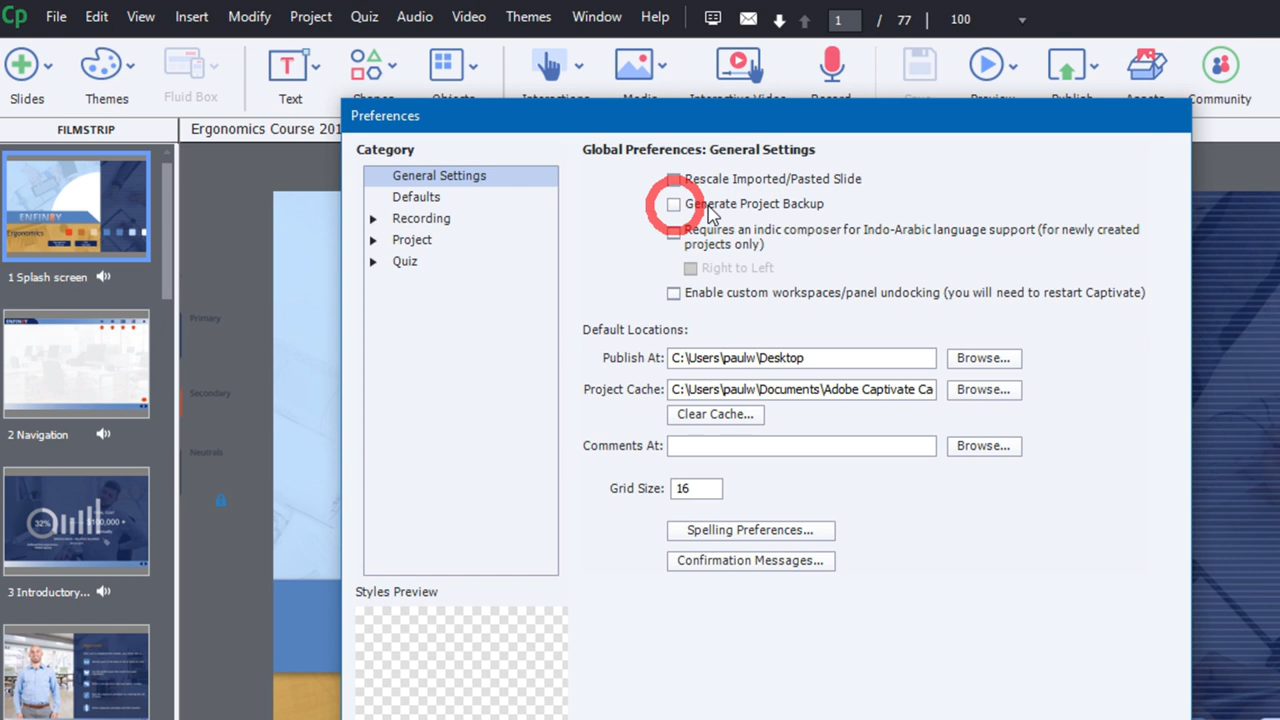 Cp File Edit View Insert Modify Project Quiz Audio Video Themes Window Help 1 / 77 100
Slides Themes Fluid Box Text Community
FILMSTRIP
Ergonomics Course 201
Preferences
Category
General Settings
Defaults
Recording
Project
Quiz
Styles Preview
Global Preferences: General Settings
Rescale Imported/Pasted Slide
Generate Project Backup
Requires an indic composer for Indo-Arabic language support (for newly created
projects only)
Right to Left
Enable custom workspaces/panel undocking (you will need to restart Captivate)
Default Locations:
Publish At: C:\Users\paulw\Desktop Browse...
Project Cache: C:\Users\paulw\Documents\Adobe Captivate Ca Browse...
Clear Cache...
Comments At: Browse...
Grid Size: 16
Spelling Preferences...
Confirmation Messages...
Ergonomics
1 Splash screen
2 Navigation
32%
3 Introductory...
Primary
Secondary
Neutrals